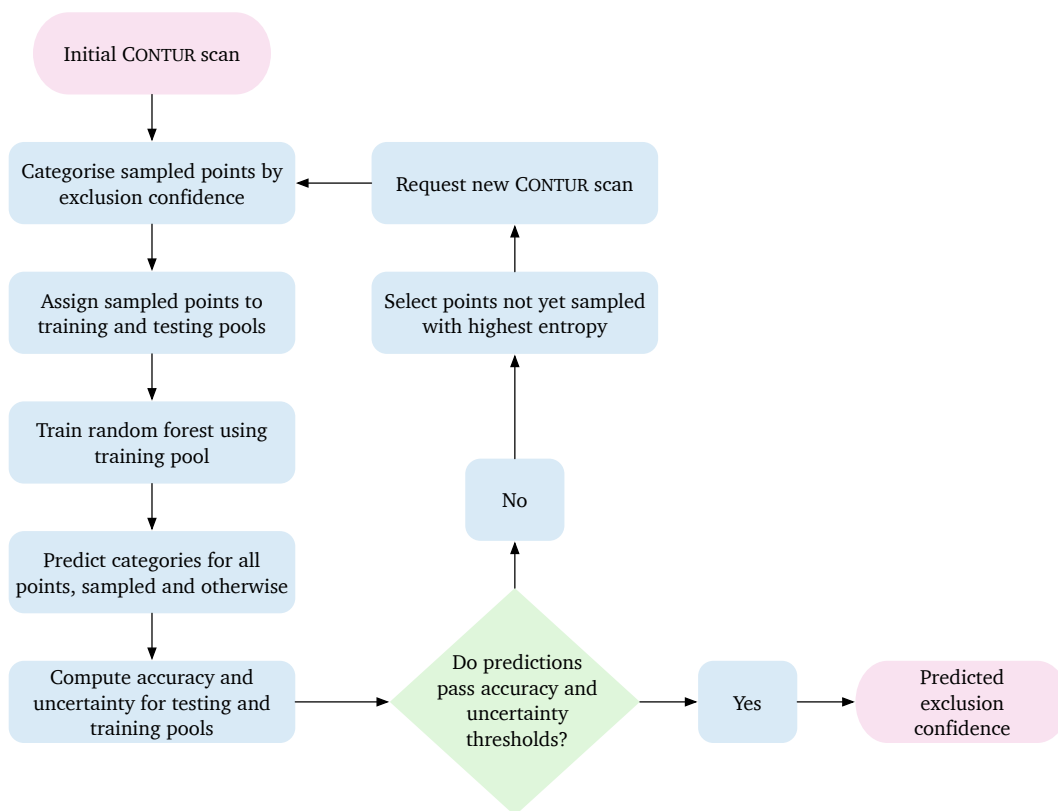 Initial CONTUR scan
Categorise sampled points by
exclusion confidence
Request new CONTUR scan
Assign sampled points to
training and testing pools
Select points not yet sampled
with highest entropy
Train random forest using
training pool
No
Predict categories for all
points, sampled and otherwise
Compute accuracy and
uncertainty for testing and
training pools
Do predictions
pass accuracy and
uncertainty
thresholds?
Yes
Predicted
exclusion
confidence